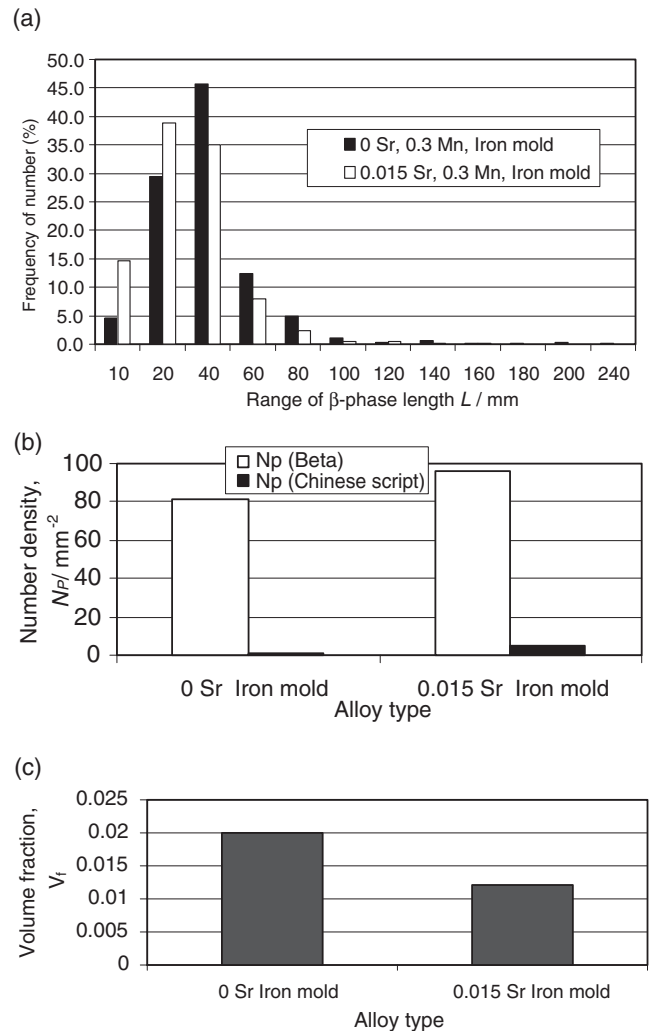 (a)
50.0
45.0
40.0
35.0
30.0
25.0
20.0
15.0
10.0
5.0
0.0
Frequency of number (%)
0 Sr, 0.3 Mn, Iron mold
0.015 Sr, 0.3 Mn, Iron mold
10 20 40 60 80 100 120 140 160 180 200 240
Range of β-phase length L / mm
(b)
Np (Beta)
Np (Chinese script)
100
80
60
40
20
0
Number density,
NP/ mm-2
0 Sr Iron mold 0.015 Sr Iron mold
Alloy type
(c)
0.025
0.02
0.015
0.01
0.005
0
Volume fraction,
Vf
0 Sr Iron mold 0.015 Sr Iron mold
Alloy type